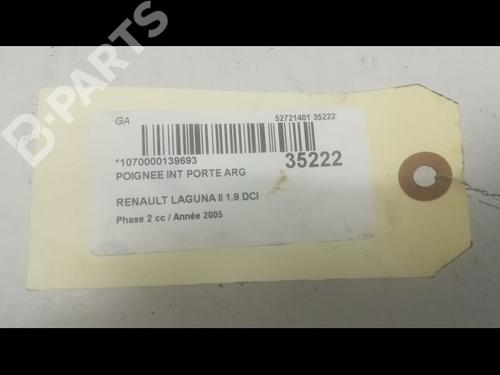 B-PARTS
GA
52721401 35222
*1070000139693
35222
POIGNEE INT PORTE ARG
RENAULT LAGUNA II 1.9 DCI
Phase 2 cc / Année 2005